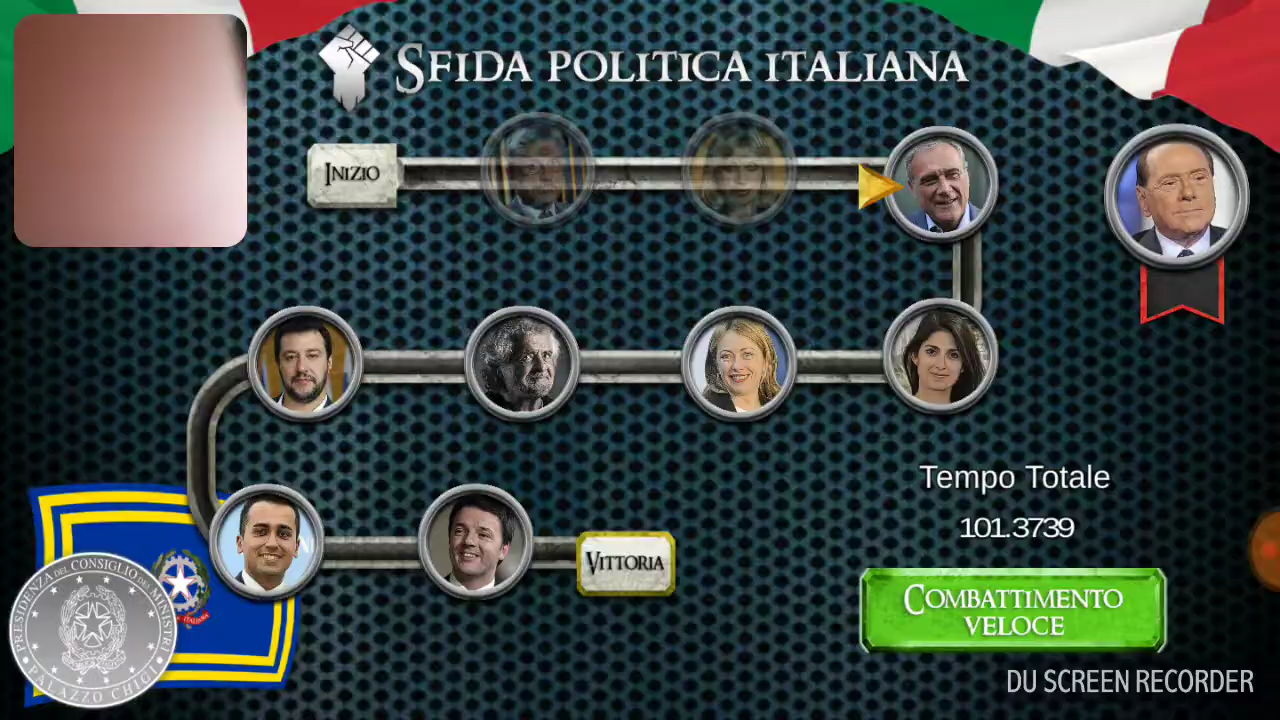 SFIDA POLITICA ITALIANA
INIZIO
Tempo Totale
101.3739
VITTORIA
COMBATTIMENTO
VELOCE
PRESIDENZA DEL CONSIGLIO DEI MINISTRI
PALAZZO CHIGI
DU SCREEN RECORDER